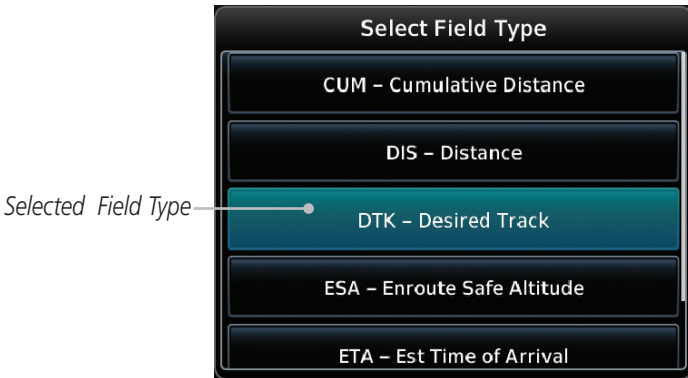 Select Field Type
CUM – Cumulative Distance
DIS – Distance
Selected Field Type
DTK – Desired Track
ESA – Enroute Safe Altitude
ETA – Est Time of Arrival